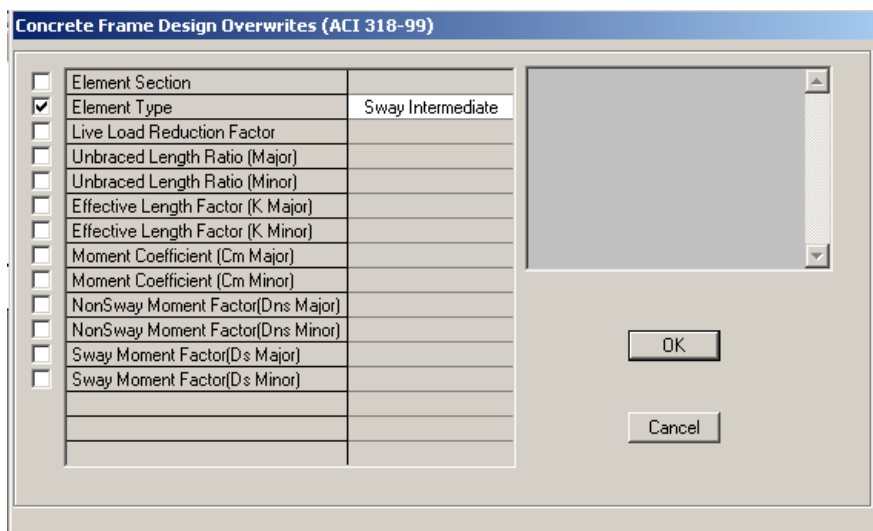 Concrete Frame Design Overwrites (ACI 318-99)
Element Section
Element Type Sway Intermediate
Live Load Reduction Factor
Unbraced Length Ratio (Major)
Unbraced Length Ratio (Minor)
Effective Length Factor (K Major)
Effective Length Factor (K Minor)
Moment Coefficient (Cm Major)
Moment Coefficient (Cm Minor)
NonSway Moment Factor(Dns Major)
NonSway Moment Factor(Dns Minor)
Sway Moment Factor(Ds Major)
Sway Moment Factor(Ds Minor)
OK
Cancel